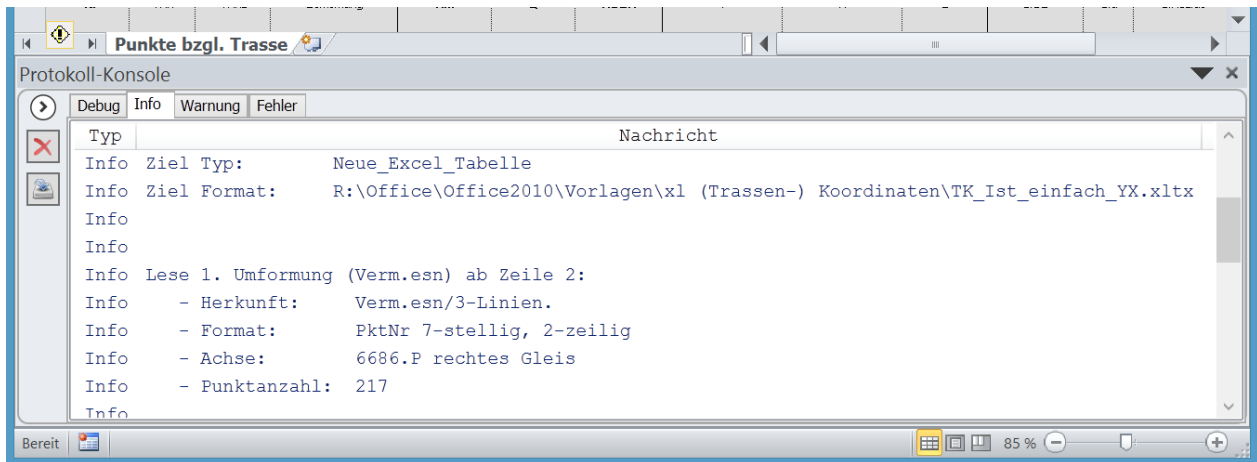 Punkte bzgl. Trasse
Protokoll-Konsole
Debug Info Warnung Fehler
Typ Nachricht
Info Ziel Typ: Neue_Excel_Tabelle
Info Ziel Format: R:\Office\Office2010\Vorlagen\xl (Trassen-) Koordinaten\TK_Ist_einfach_YX.xltx
Info
Info
Info Lese 1. Umformung (Verm.esn) ab Zeile 2:
Info - Herkunft: Verm.esn/3-Linien.
Info - Format: PktNr 7-stellig, 2-zeilig
Info - Achse: 6686.P rechtes Gleis
Info - Punktanzahl: 217
Info
Bereit 85 %